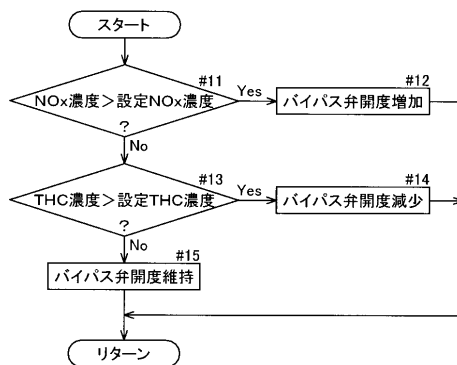 スタート
#11
NOx濃度>設定NOx濃度
?
Yes
#12
バイパス弁開度増加
No
#13
THC濃度>設定THC濃度
?
Yes
#14
バイパス弁開度減少
No
#15
バイパス弁開度維持
リターン